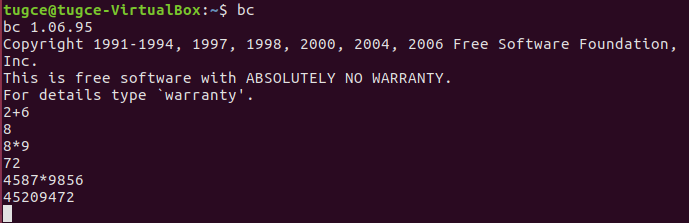 tugce@tugce-VirtualBox:~$ bc
bc 1.06.95
Copyright 1991-1994, 1997, 1998, 2000, 2004, 2006 Free Software Foundation,
Inc.
This is free software with ABSOLUTELY NO WARRANTY.
For details type `warranty'.
2+6
8
8*9
72
4587*9856
45209472